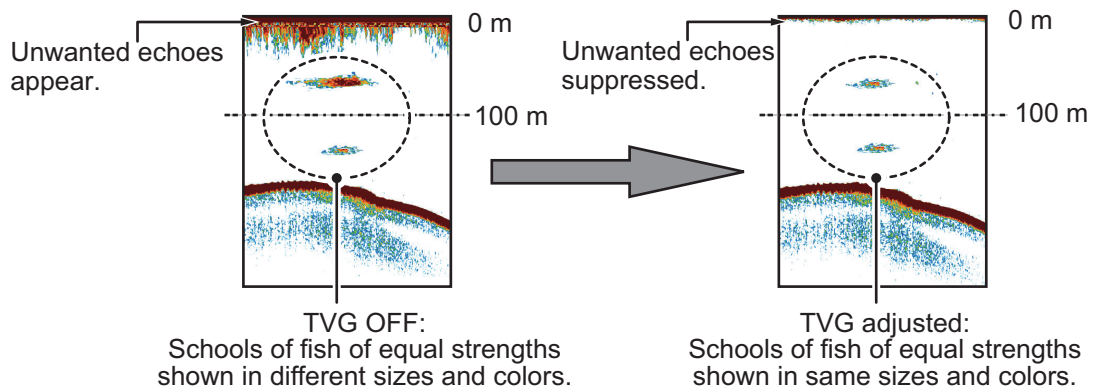 0 m
Unwanted echoes
appear.
100 m
TVG OFF:
Schools of fish of equal strengths
shown in different sizes and colors.
0 m
Unwanted echoes
suppressed.
100 m
TVG adjusted:
Schools of fish of equal strengths
shown in same sizes and colors.